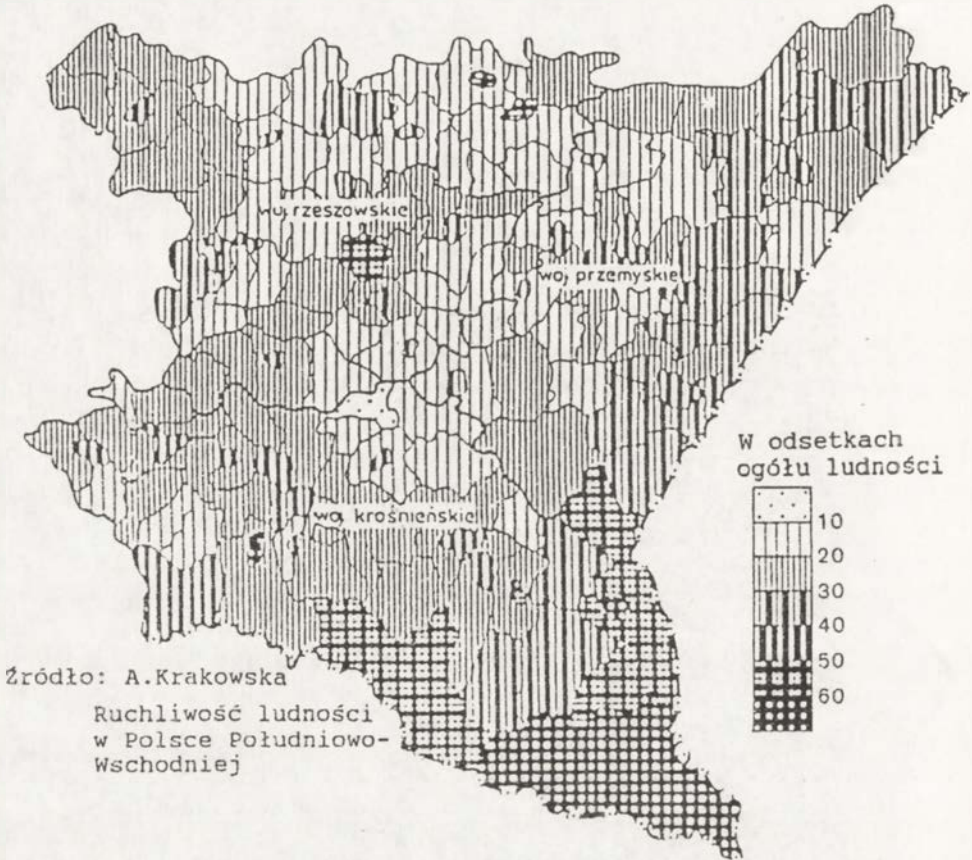 woj. rzeszowskie
woj. przemyskie
woj. krośnieńskie
W odsetkach
ogółu ludności
10
20
30
40
50
60
Źródło: A.Krakowska
Ruchliwość ludności
w Polsce Południowo-
Wschodniej